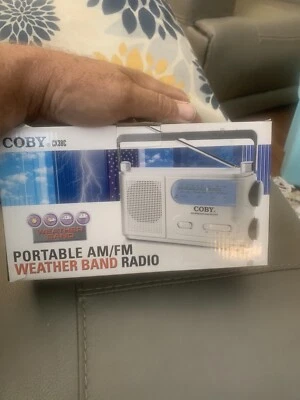 COBY
COBY.
PORTABLE AM/FM
WEATHER BAND RADIO